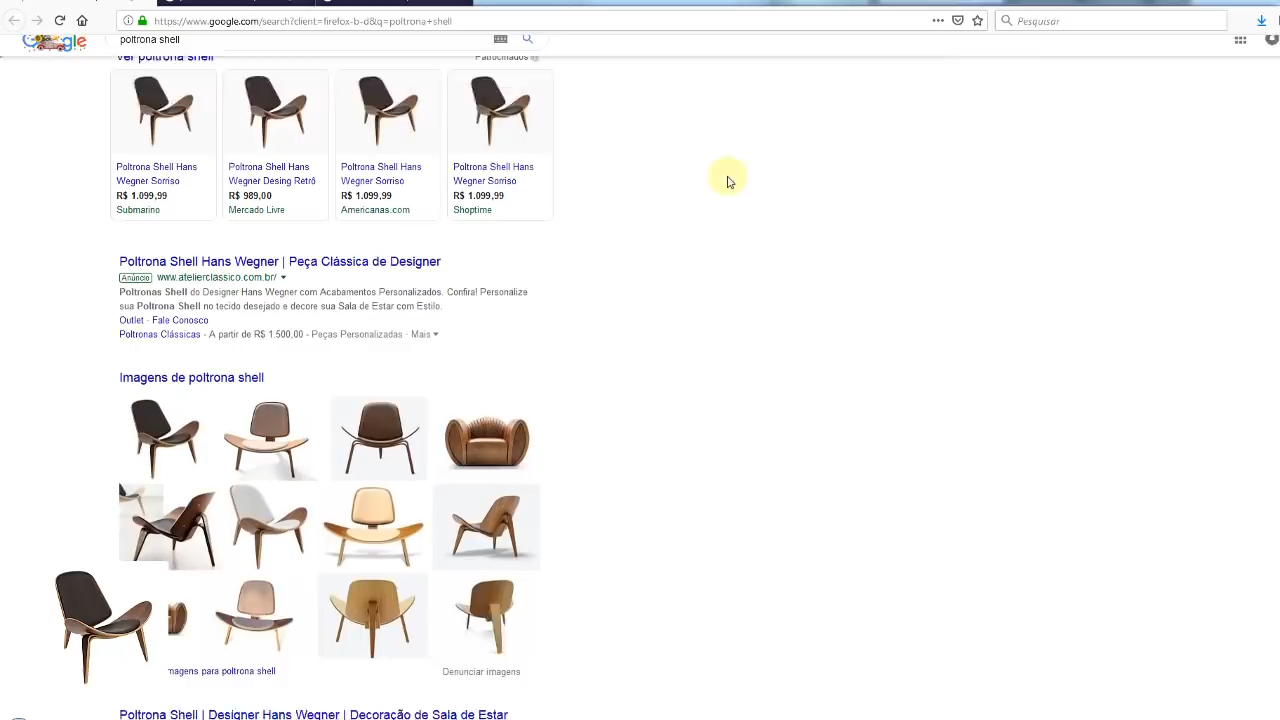 https://www.google.com/search?client=firefox-b-d&q=poltrona+shell
Pesquisar
Google
poltrona shell
Ver poltrona shell
Patrocinados
Poltrona Shell Hans
Wegner Sorriso
R$ 1.099,99
Submarino
Poltrona Shell Hans
Wegner Desing Retrô
R$ 989,00
Mercado Livre
Poltrona Shell Hans
Wegner Sorriso
R$ 1.099,99
Americanas.com
Poltrona Shell Hans
Wegner Sorriso
R$ 1.099,99
Shoptime
Poltrona Shell Hans Wegner | Peça Clássica de Designer
Anúncio www.atelierclassico.com.br/
Poltronas Shell do Designer Hans Wegner com Acabamentos Personalizados. Confira! Personalize
sua Poltrona Shell no tecido desejado e decore sua Sala de Estar com Estilo.
Outlet - Fale Conosco
Poltronas Clássicas - A partir de R$ 1.500,00 - Peças Personalizadas - Mais
Imagens de poltrona shell
magens para poltrona shell
Denunciar imagens
Poltrona Shell | Designer Hans Wegner | Decoração de Sala de Estar